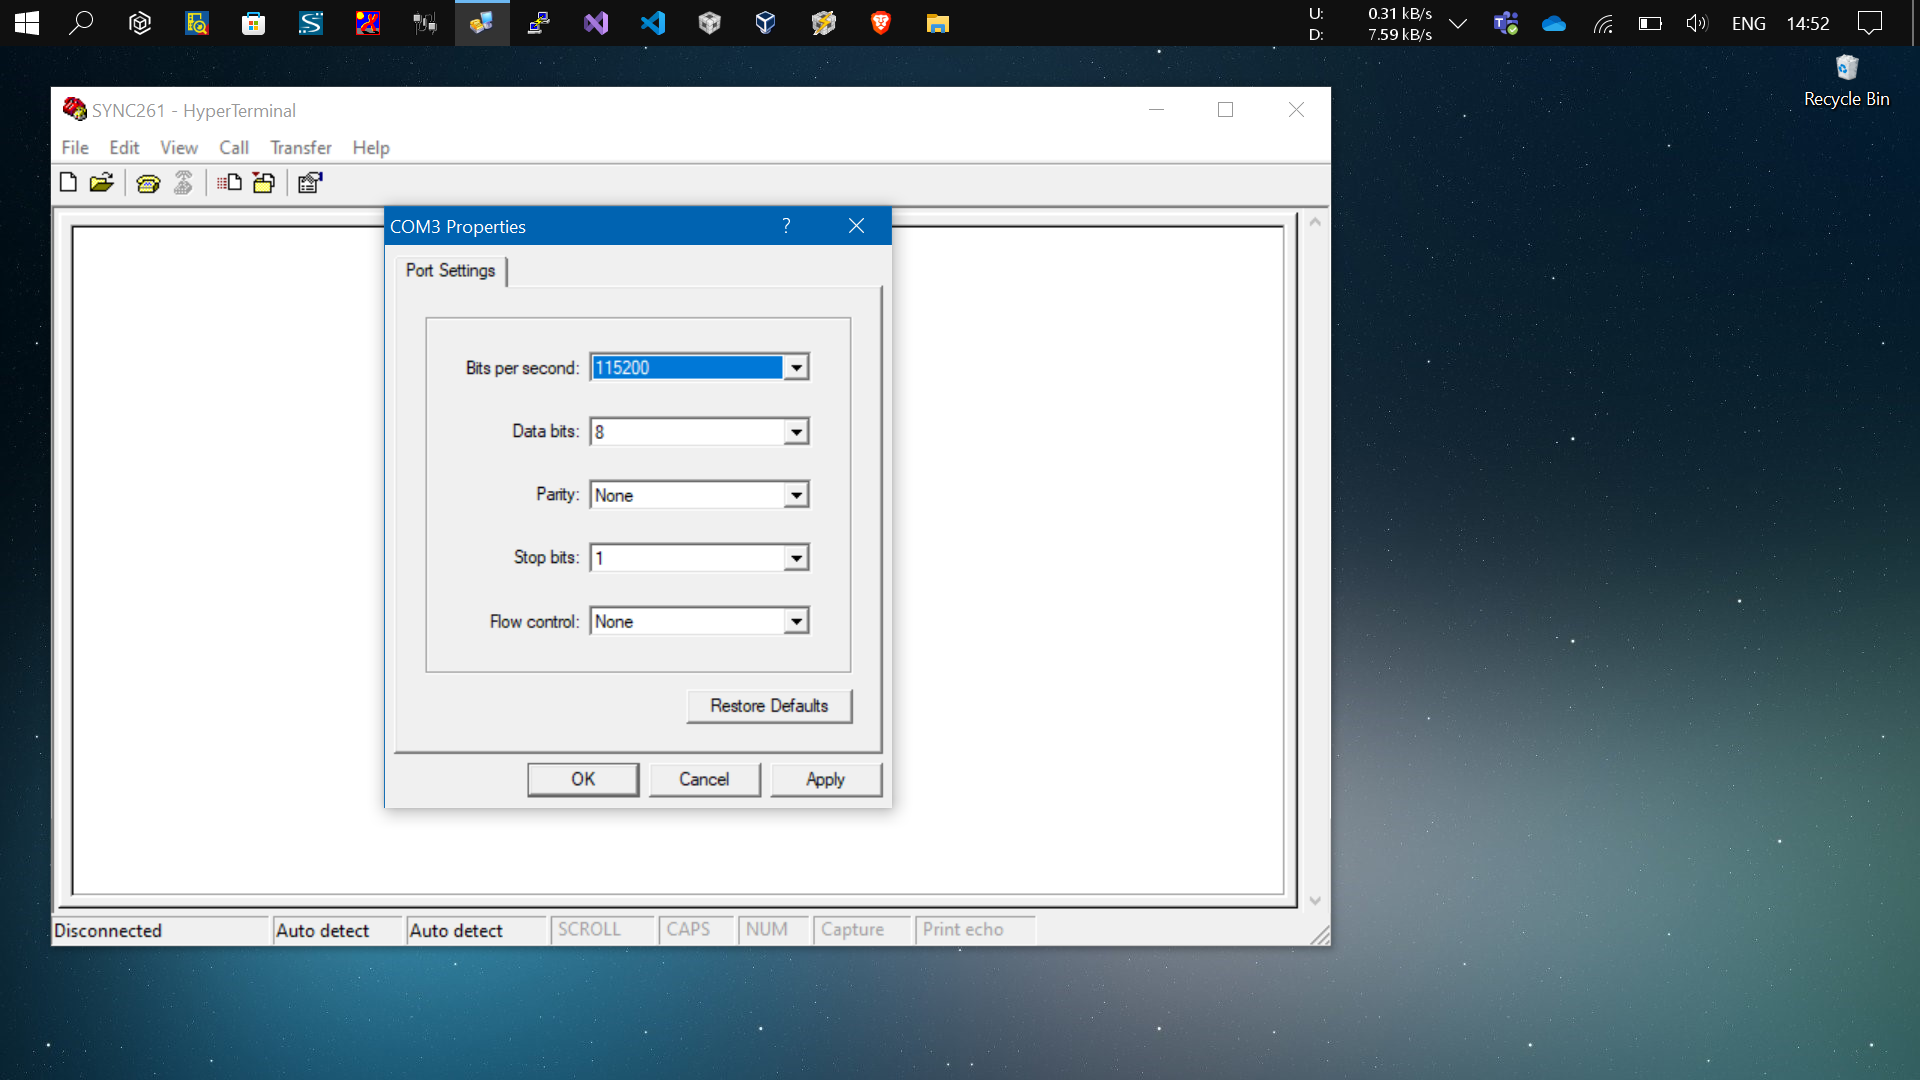 U: 0.31 kB/s
D: 7.59 kB/s
ENG 14:52
Recycle Bin
SYNC261 - HyperTerminal
File Edit View Call Transfer Help
COM3 Properties ?
Port Settings
Bits per second: 115200
Data bits: 8
Parity: None
Stop bits: 1
Flow control: None
Restore Defaults
OK Cancel Apply
Disconnected Auto detect Auto detect SCROLL CAPS NUM Capture Print echo